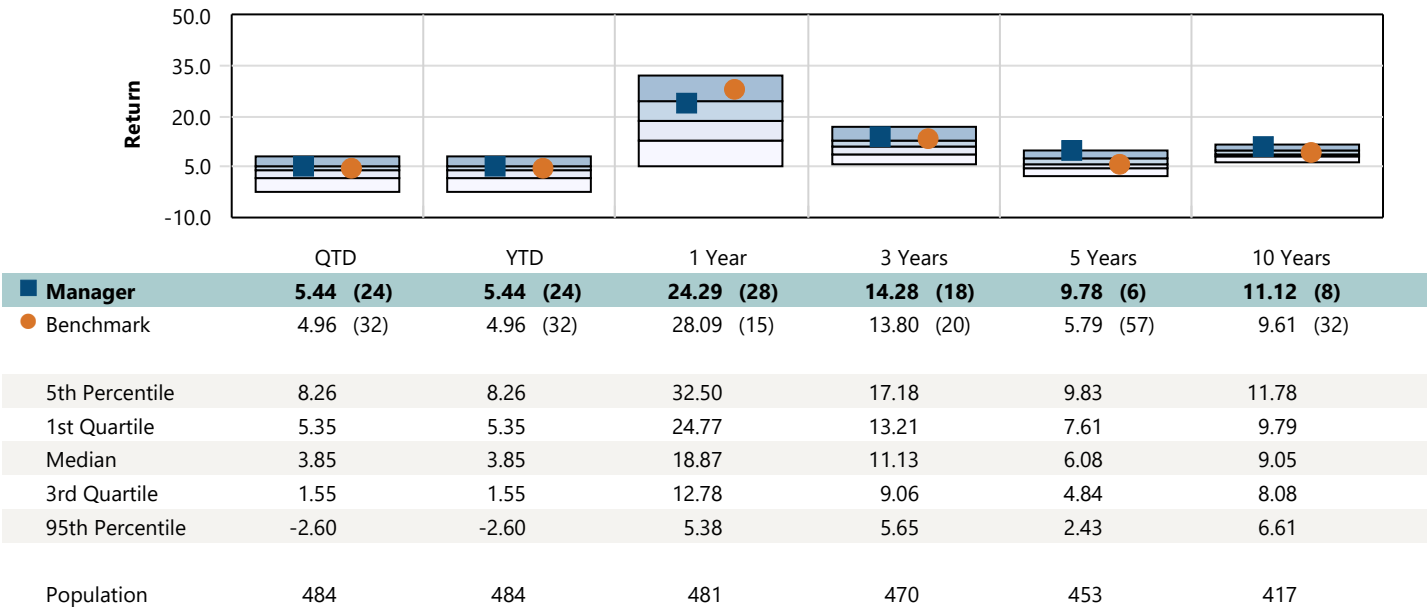 50.0
35.0
20.0
5.0
-10.0
Return
QTD YTD 1 Year 3 Years 5 Years 10 Years
Manager 5.44 (24) 5.44 (24) 24.29 (28) 14.28 (18) 9.78 (6) 11.12 (8)
Benchmark 4.96 (32) 4.96 (32) 28.09 (15) 13.80 (20) 5.79 (57) 9.61 (32)
5th Percentile 8.26 8.26 32.50 17.18 9.83 11.78
1st Quartile 5.35 5.35 24.77 13.21 7.61 9.79
Median 3.85 3.85 18.87 11.13 6.08 9.05
3rd Quartile 1.55 1.55 12.78 9.06 4.84 8.08
95th Percentile -2.60 -2.60 5.38 5.65 2.43 6.61
Population 484 484 481 470 453 417